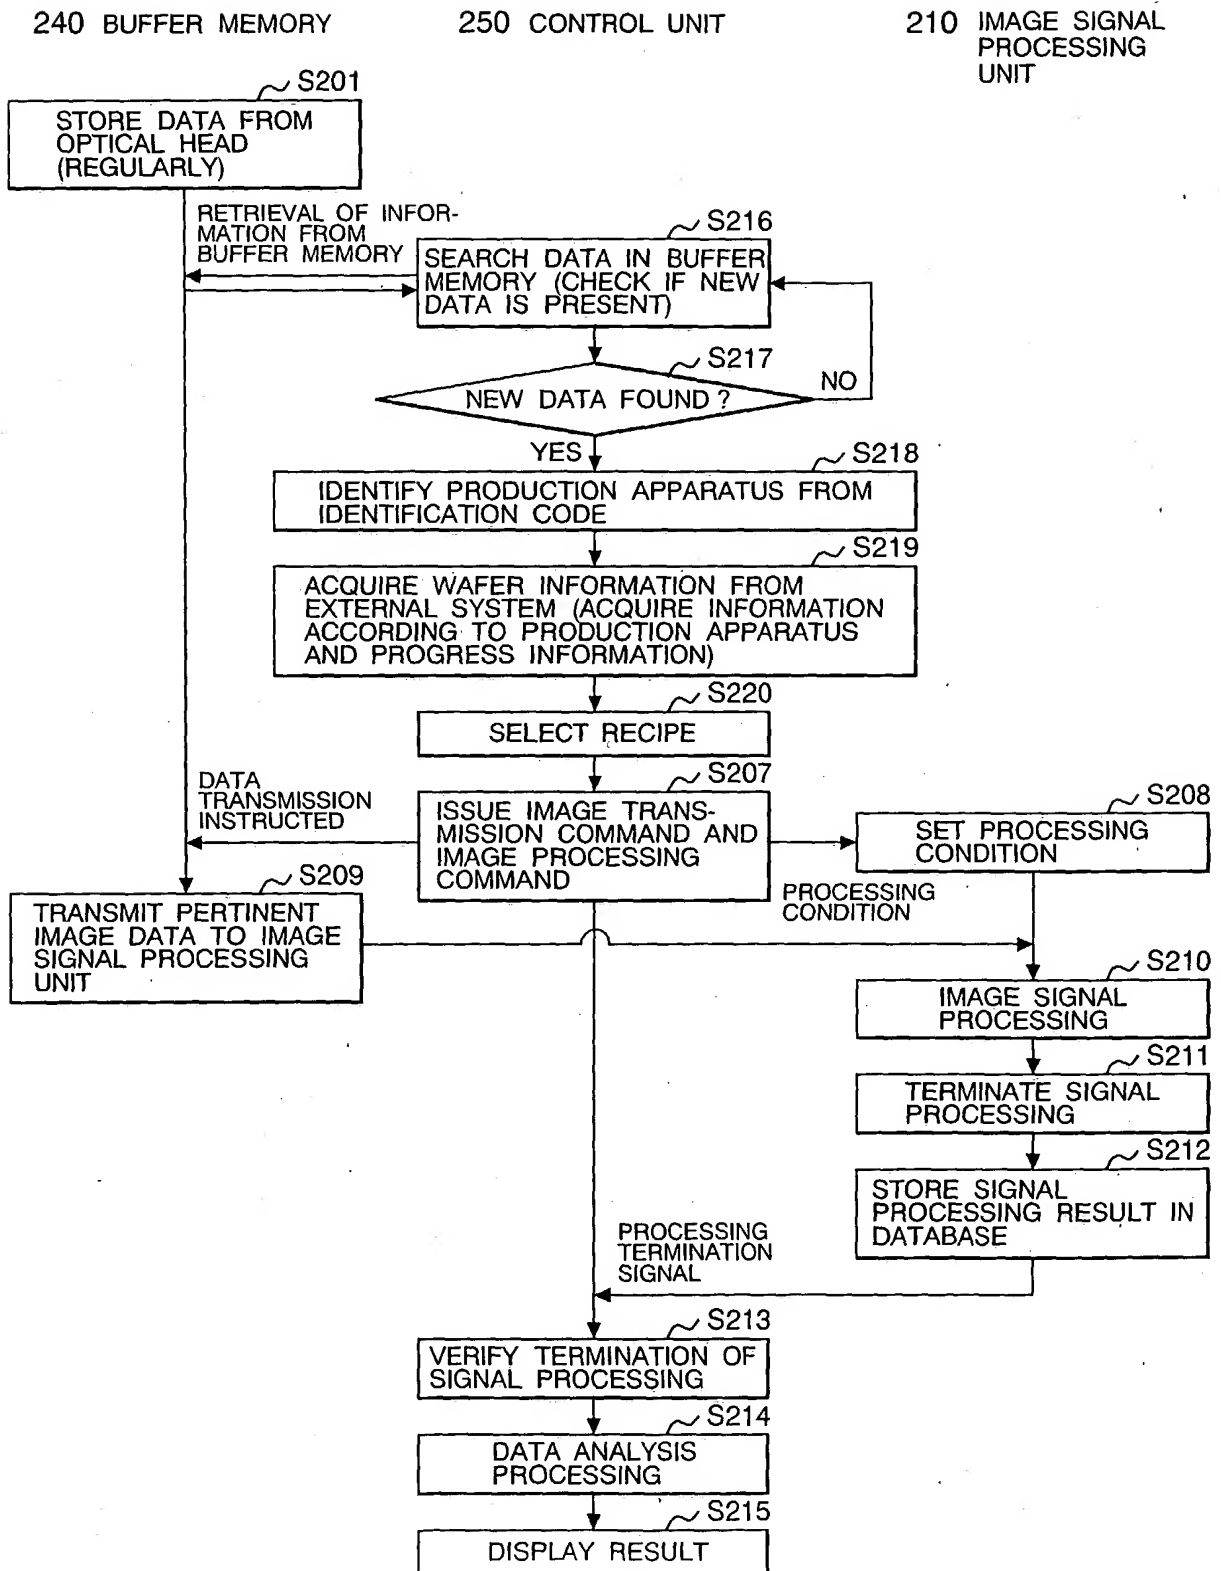 240 BUFFER MEMORY
250 CONTROL UNIT
210 IMAGE SIGNAL
PROCESSING
UNIT
S201
STORE DATA FROM
OPTICAL HEAD
(REGULARLY)
RETRIEVAL OF INFOR-
MATION FROM
BUFFER MEMORY
S216
SEARCH DATA IN BUFFER
MEMORY (CHECK IF NEW
DATA IS PRESENT)
S217
NEW DATA FOUND ?
NO
YES
S218
IDENTIFY PRODUCTION APPARATUS FROM
IDENTIFICATION CODE
S219
ACQUIRE WAFER INFORMATION FROM
EXTERNAL SYSTEM (ACQUIRE INFORMATION
ACCORDING TO PRODUCTION APPARATUS
AND PROGRESS INFORMATION)
S220
SELECT RECIPE
DATA
TRANSMISSION
INSTRUCTED
S207
ISSUE IMAGE TRANS-
MISSION COMMAND AND
IMAGE PROCESSING
COMMAND
S208
SET PROCESSING
CONDITION
PROCESSING
CONDITION
S209
TRANSMIT PERTINENT
IMAGE DATA TO IMAGE
SIGNAL PROCESSING
UNIT
S210
IMAGE SIGNAL
PROCESSING
S211
TERMINATE SIGNAL
PROCESSING
S212
STORE SIGNAL
PROCESSING RESULT IN
DATABASE
PROCESSING
TERMINATION
SIGNAL
S213
VERIFY TERMINATION OF
SIGNAL PROCESSING
S214
DATA ANALYSIS
PROCESSING
S215
DISPLAY RESULT